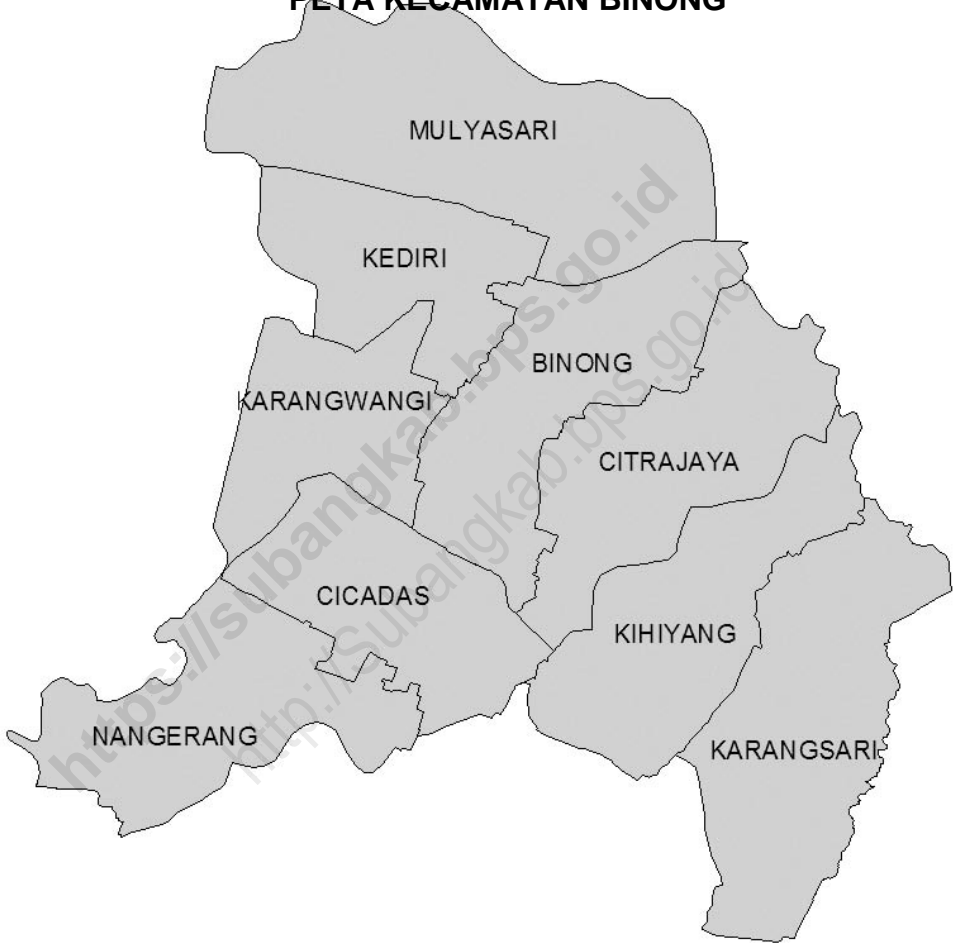 PETA KECAMATAN BINONG
MULYASARI
KEDIRI
BINONG
KARANGWANGI
CITRAJAYA
CICADAS
KIHIYANG
NANGERANG
KARANGSARI
https://subangkab.bps.go.id
http://Subangkab.bps.go.id